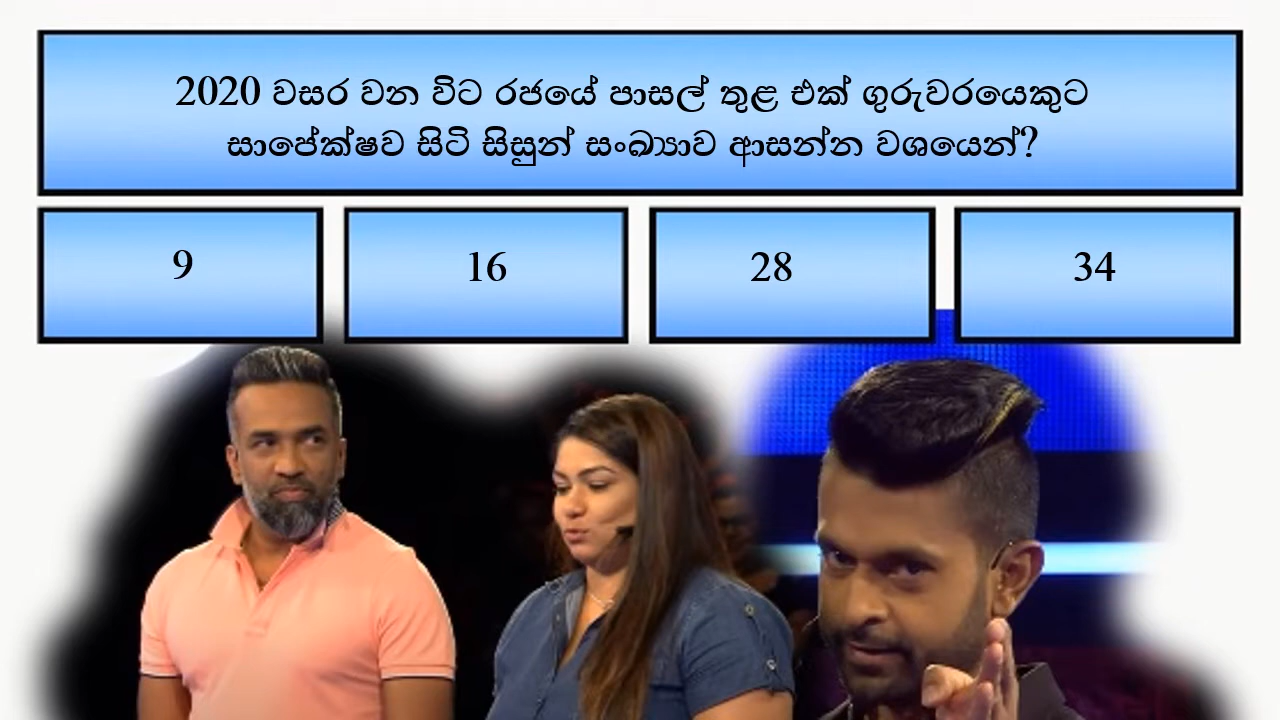 2020 වසර වන විට රජයේ පාසල් තුළ එක් ගුරුවරයෙකුට
සාපේක්ෂව සිටි සිසුන් සංඛ්‍යාව ආසන්න වශයෙන්?
9 16 28 34